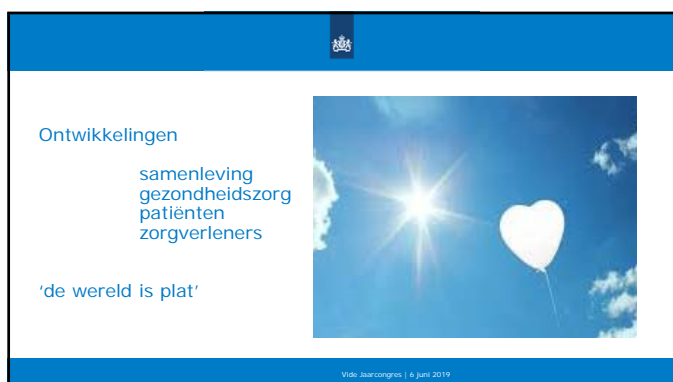 Ontwikkelingen
samenleving
gezondheidszorg
patiënten
zorgverleners
‘de wereld is plat’
Vide Jaarcongres | 6 juni 2019